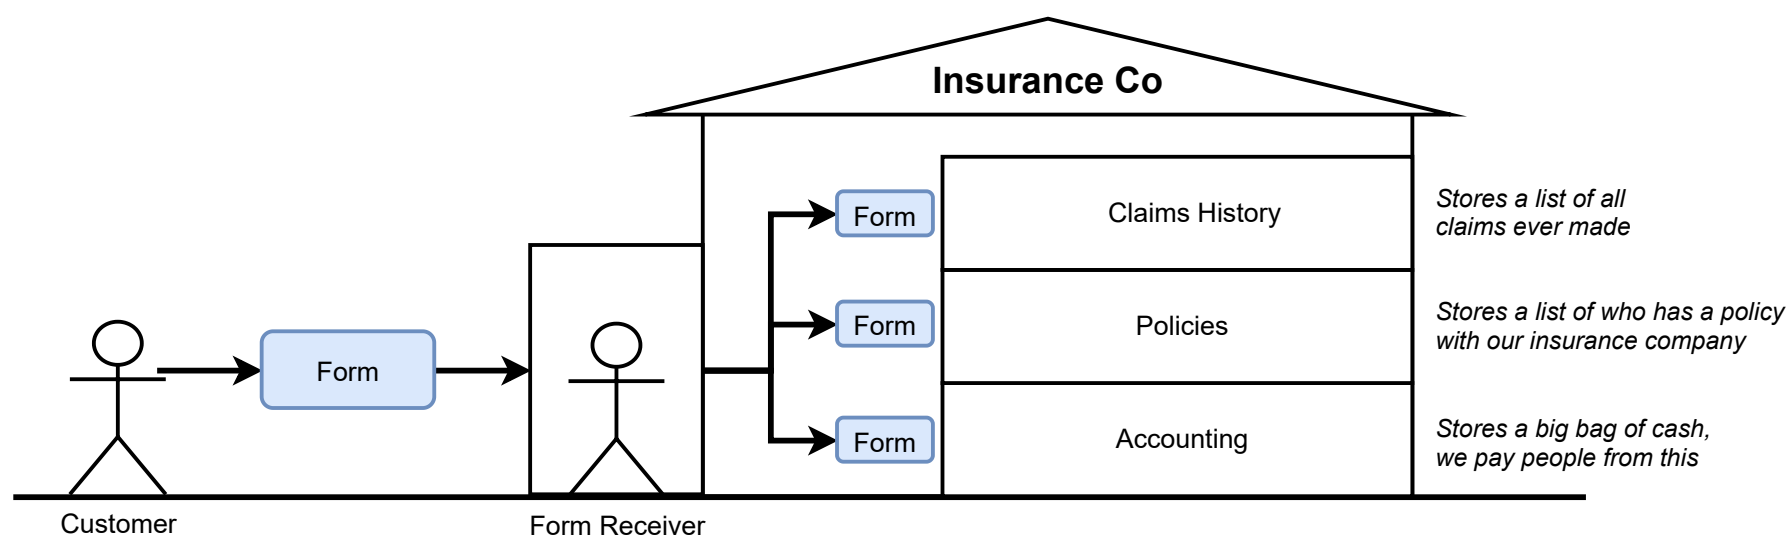 Insurance Co
Form
Claims History
Stores a list of all
claims ever made
Form
Policies
Stores a list of who has a policy
with our insurance company
Form
Form
Accounting
Stores a big bag of cash,
we pay people from this
Customer
Form Receiver